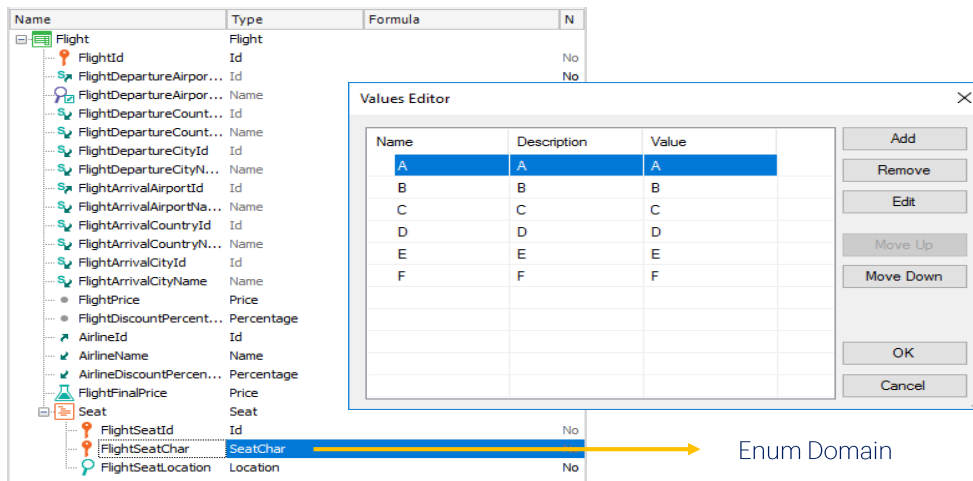 Name Type Formula N
Flight Flight
FlightId Id No
FlightDepartureAirpor... Id No
FlightDepartureAirpor... Name
FlightDepartureCount... Id
FlightDepartureCount... Name
FlightDepartureCityId Id
FlightDepartureCityN... Name
FlightArrivalAirportId Id
FlightArrivalAirportNa... Name
FlightArrivalCountryId Id
FlightArrivalCountryN... Name
FlightArrivalCityId Id
FlightArrivalCityName Name
FlightPrice Price
FlightDiscountPercent... Percentage
AirlineId Id
AirlineName Name
AirlineDiscountPercen... Percentage
FlightFinalPrice Price
Seat Seat
FlightSeatId Id No
FlightSeatChar SeatChar
FlightSeatLocation Location No
Values Editor
Name Description Value
A A A
B B B
C C C
D D D
E E E
F F F
Add
Remove
Edit
Move Up
Move Down
OK
Cancel
Enum Domain